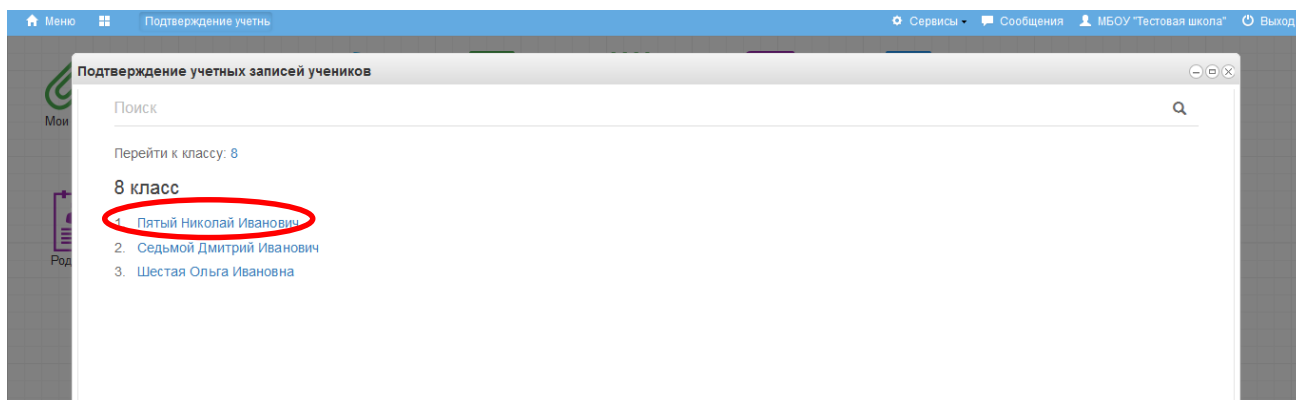 Меню Подтверждение учетнь Сервисы Сообщения МБОУ "Тестовая школа" Выход
Подтверждение учетных записей учеников
Поиск
Мои
Перейти к классу: 8
8 класс
1. Пятый Николай Иванович
2. Седьмой Дмитрий Иванович
Род
3. Шестая Ольга Ивановна